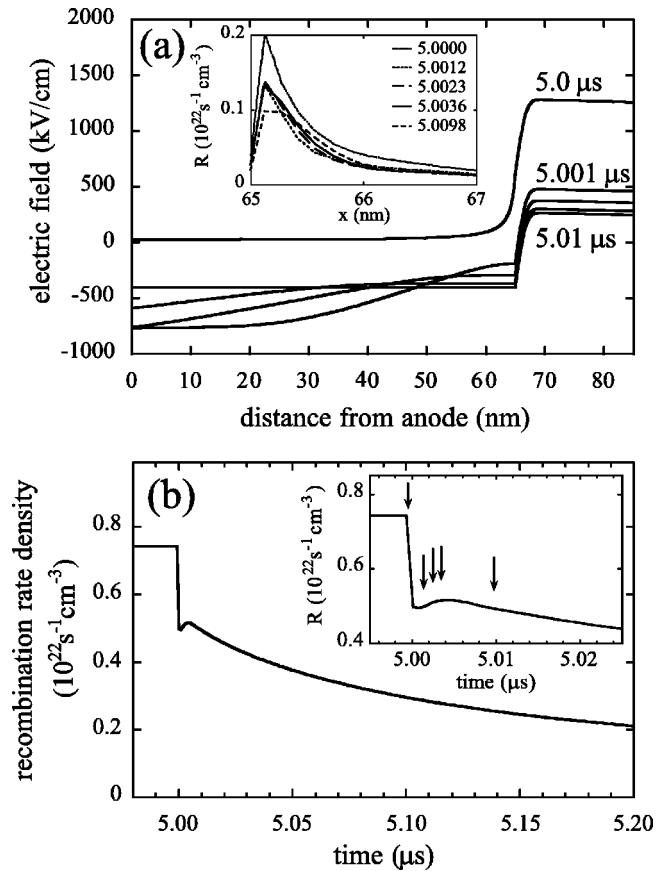 (a)
electric field (kV/cm)
2000
1500
1000
500
0
-500
-1000
0 10 20 30 40 50 60 70 80
distance from anode (nm)
5.0 μs
5.001 μs
5.01 μs
R (10²²s⁻¹ cm⁻³)
0.2
0.1
0
65 66 67
x (nm)
5.0000
5.0012
5.0023
5.0036
5.0098
(b)
recombination rate density
(10²²s⁻¹cm⁻³)
0.8
0.6
0.4
0.2
0
5.00 5.05 5.10 5.15 5.20
time (μs)
R (10²²s⁻¹cm⁻³)
0.8
0.6
0.4
5.00 5.01 5.02
time (μs)